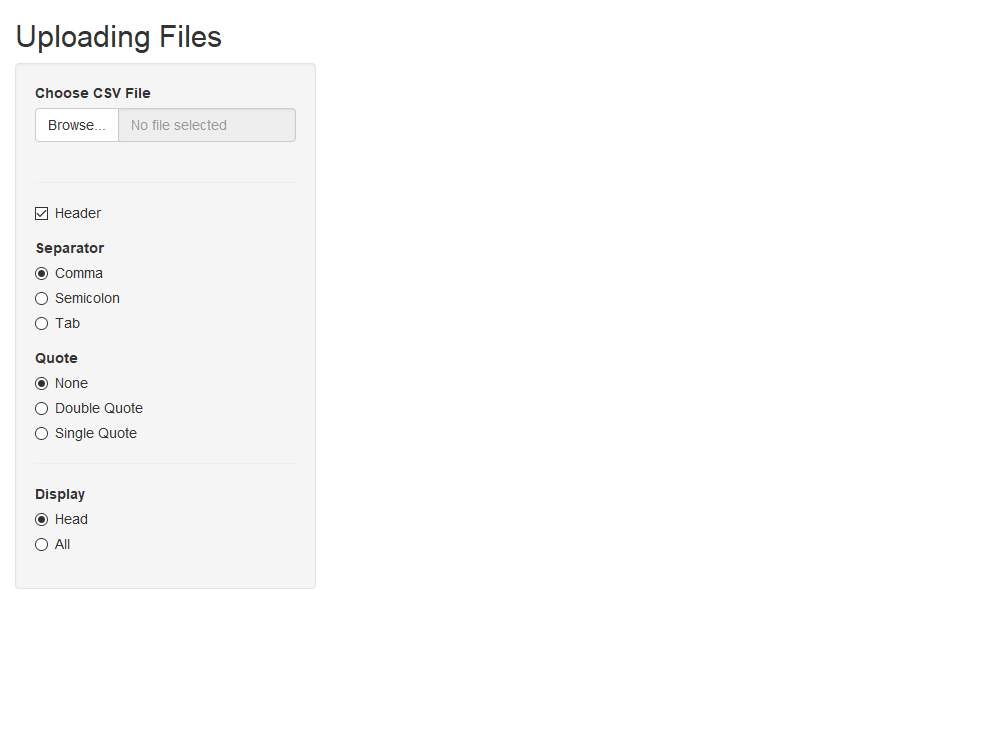 Uploading Files
Choose CSV File
Browse... No file selected
Header
Separator
Comma
Semicolon
Tab
Quote
None
Double Quote
Single Quote
Display
Head
All